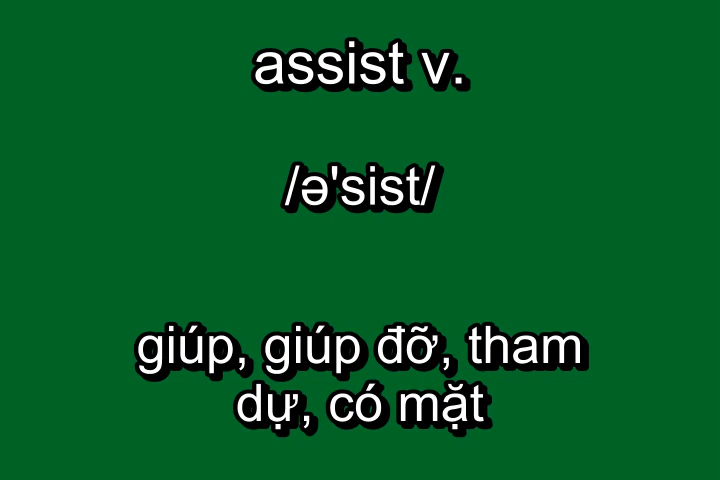 assist v.
/ə'sist/
giúp, giúp đỡ, tham
dự, có mặt